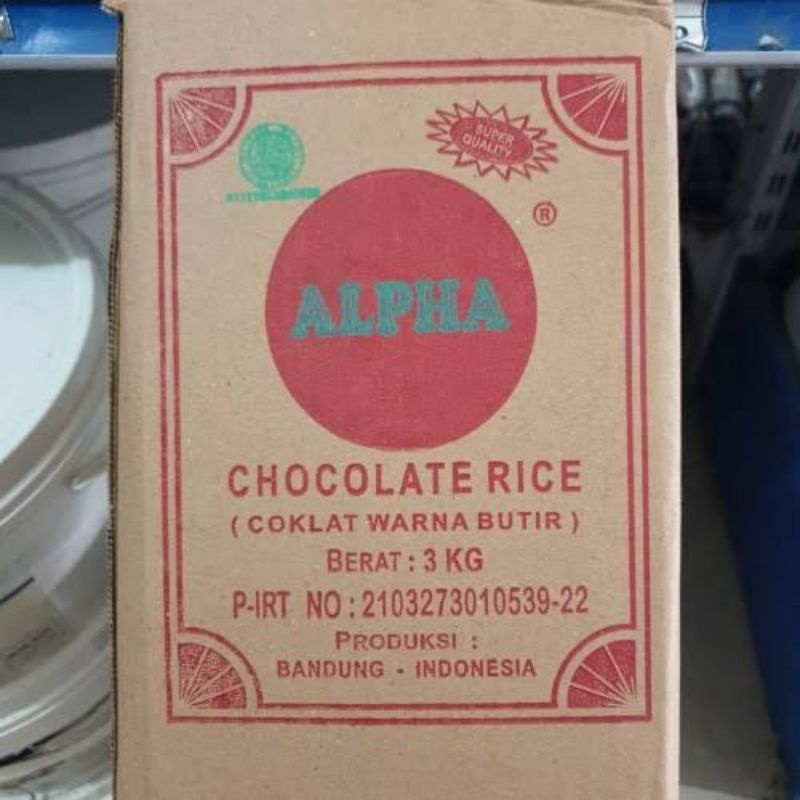 SUPER
QUALITY
®
ALPHA
CHOCOLATE RICE
( COKLAT WARNA BUTIR )
BERAT : 3 KG
P-IRT NO : 2103273010539-22
PRODUKSI :
BANDUNG - INDONESIA